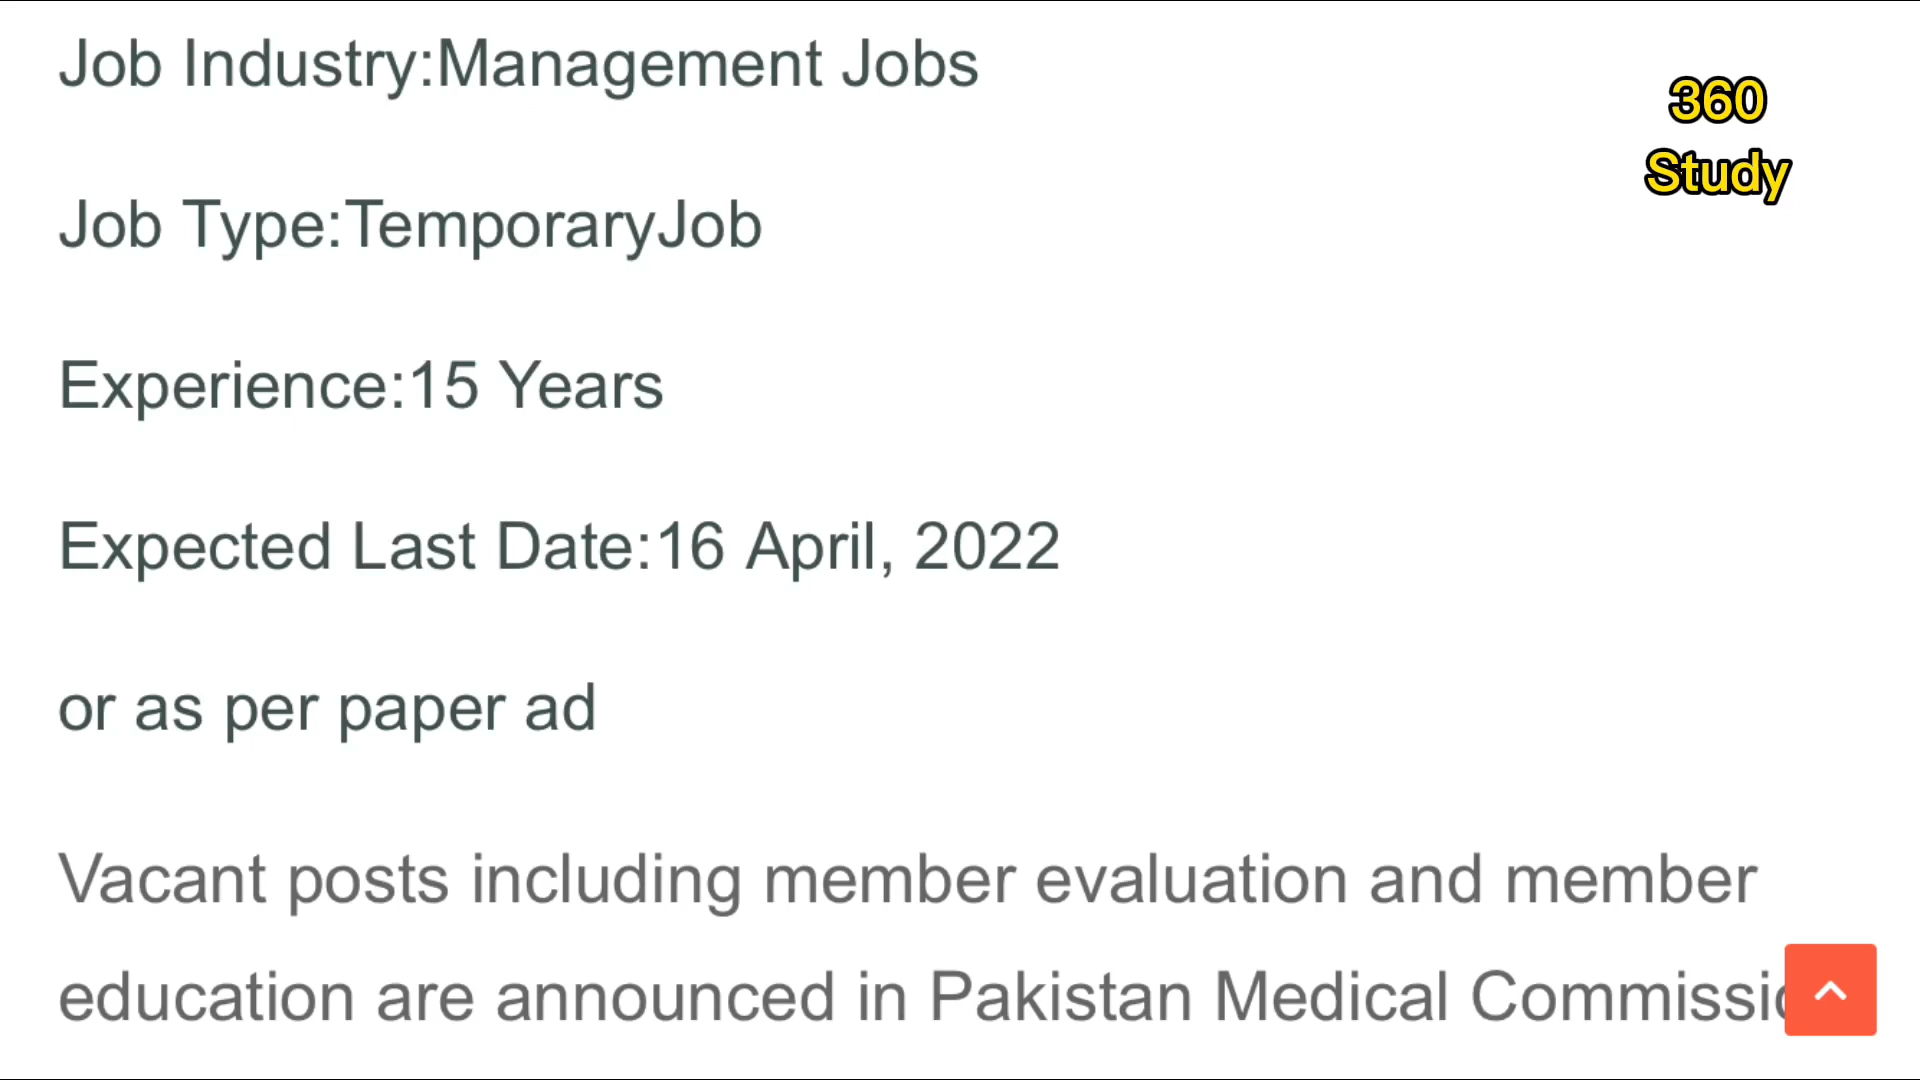 Job Industry:Management Jobs
360
Study
Job Type:TemporaryJob
Experience:15 Years
Expected Last Date:16 April, 2022
or as per paper ad
Vacant posts including member evaluation and member
education are announced in Pakistan Medical